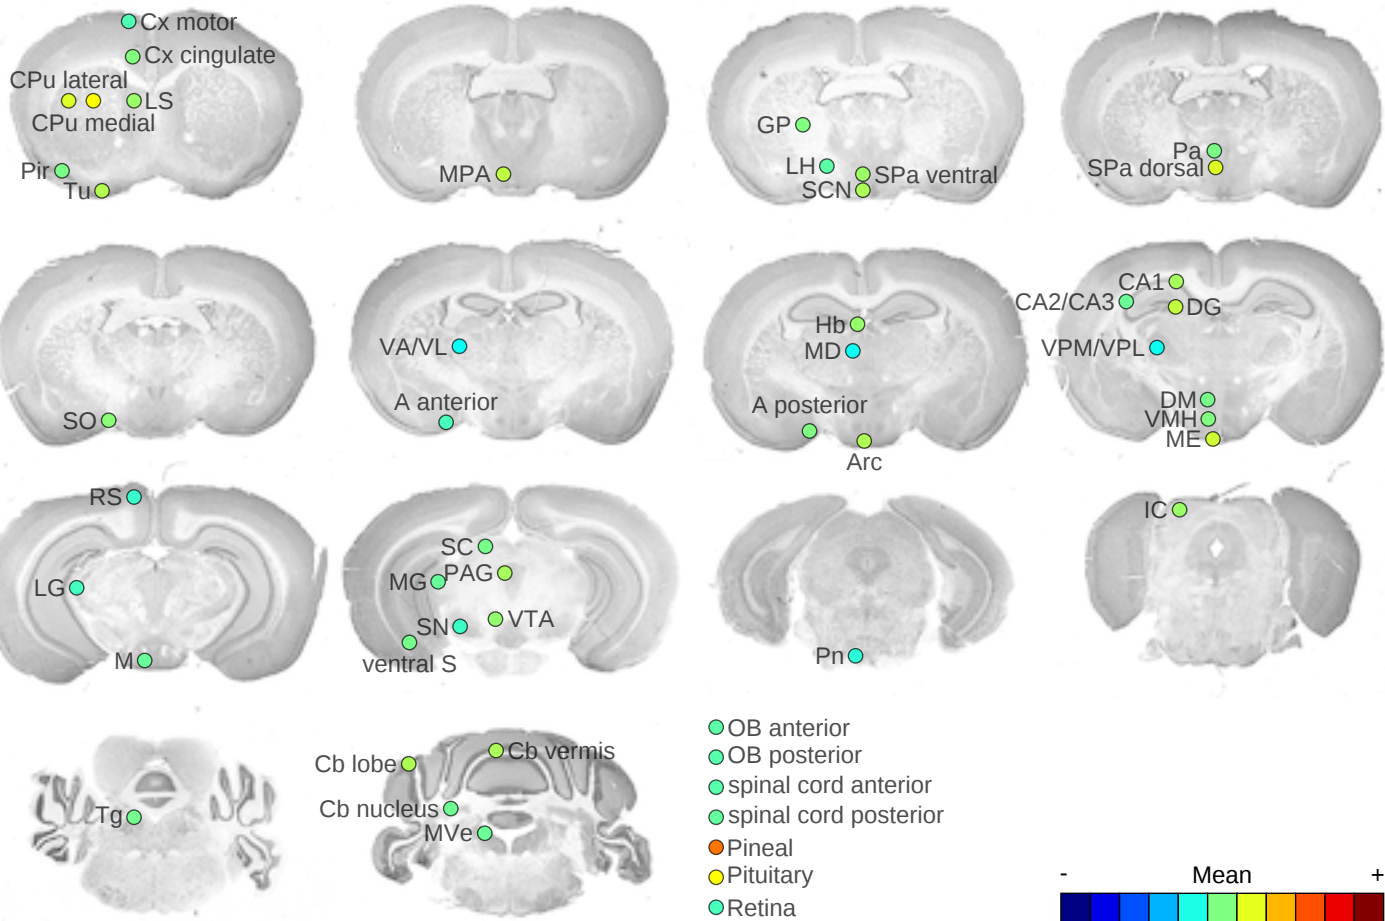 Cx motor
Cx cingulate
CPu lateral
LS
CPu medial
Pir
Tu
MPA
GP
LH
SPa ventral
SCN
Pa
SPa dorsal
SO
VA/VL
A anterior
Hb
MD
A posterior
Arc
CA1
CA2/CA3
DG
VPM/VPL
DM
VMH
ME
RS
LG
M
SC
MG
PAG
SN
VTA
ventral S
Pn
IC
Tg
Cb lobe
Cb vermis
Cb nucleus
MVe
OB anterior
OB posterior
spinal cord anterior
spinal cord posterior
Pineal
Pituitary
Retina
- Mean +